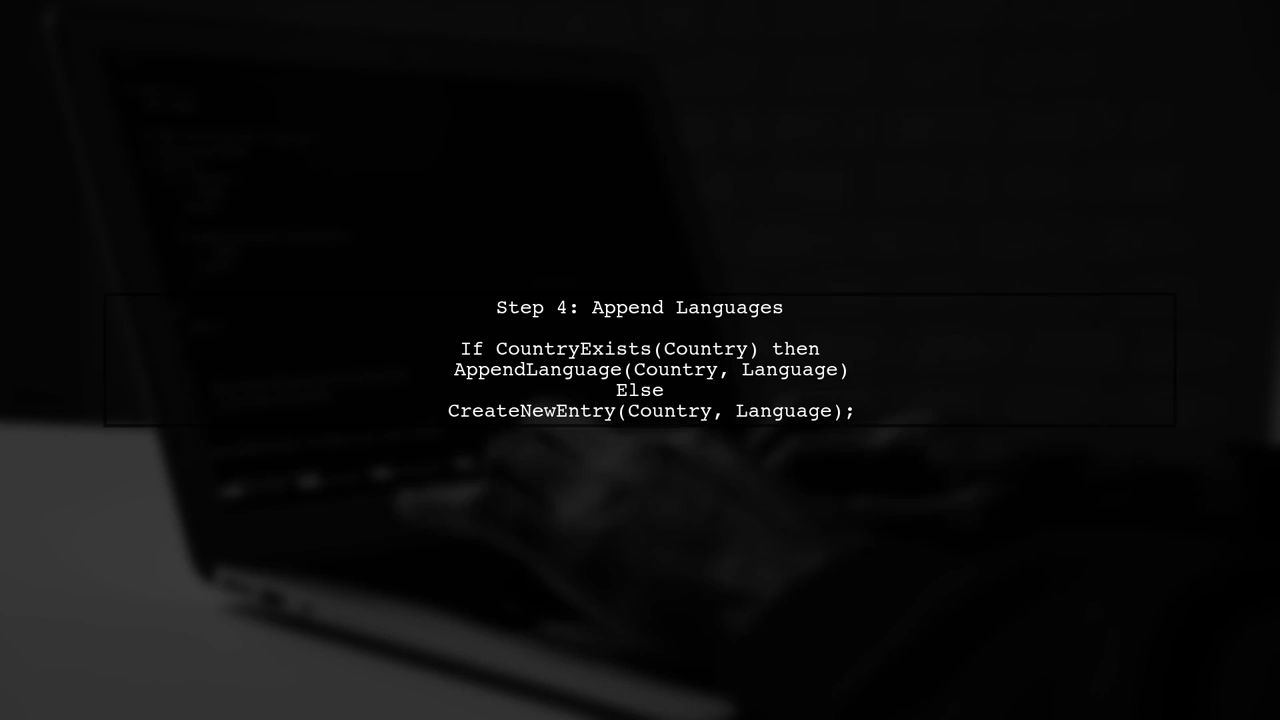 Step 4: Append Languages
If CountryExists(Country) then
AppendLanguage(Country, Language)
Else
CreateNewEntry(Country, Language);